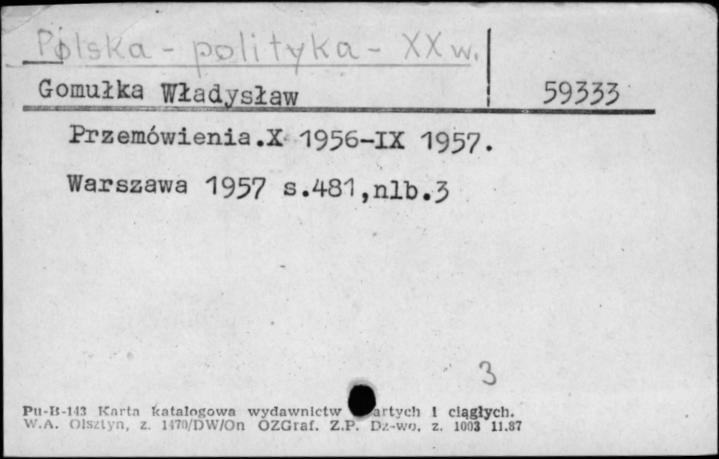 Polska - polityka - XX w.
Gomułka Władysław 59333
Przemówienia.X 1956-IX 1957.
Warszawa 1957 s.481,nlb.3
3
Pu-B-143 Karta katalogowa wydawnictw artych i ciągłych.
W.A. Olsztyn, z. 1470/DW/On OZGraf. Z.P. Dz-wo, z. 1003 11.87